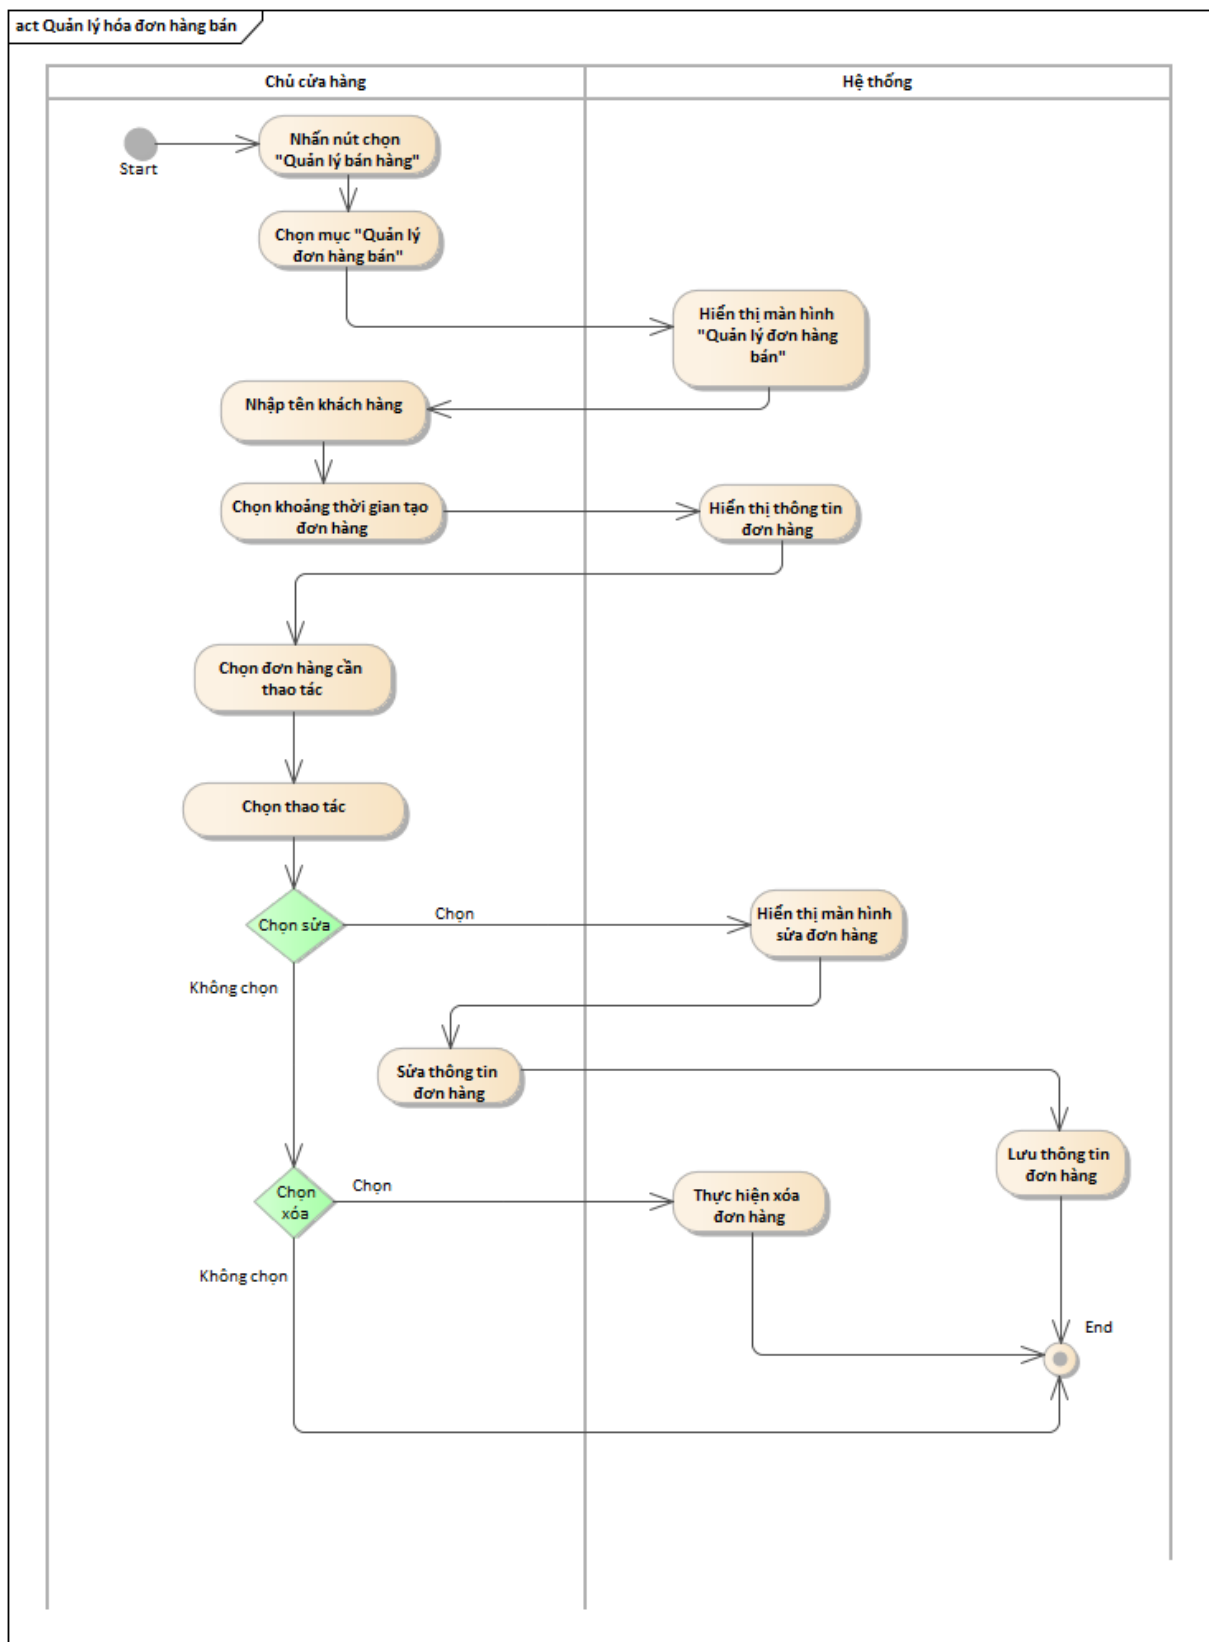 act Quản lý hóa đơn hàng bán
Chủ cửa hàng
Hệ thống
Start
Nhấn nút chọn
"Quản lý bán hàng"
Chọn mục "Quản lý
đơn hàng bán"
Hiển thị màn hình
"Quản lý đơn hàng
bán"
Nhập tên khách hàng
Chọn khoảng thời gian tạo
đơn hàng
Hiển thị thông tin
đơn hàng
Chọn đơn hàng cần
thao tác
Chọn thao tác
Chọn sửa
Chọn
Hiển thị màn hình
sửa đơn hàng
Không chọn
Sửa thông tin
đơn hàng
Lưu thông tin
đơn hàng
Chọn
xóa
Chọn
Thực hiện xóa
đơn hàng
Không chọn
End